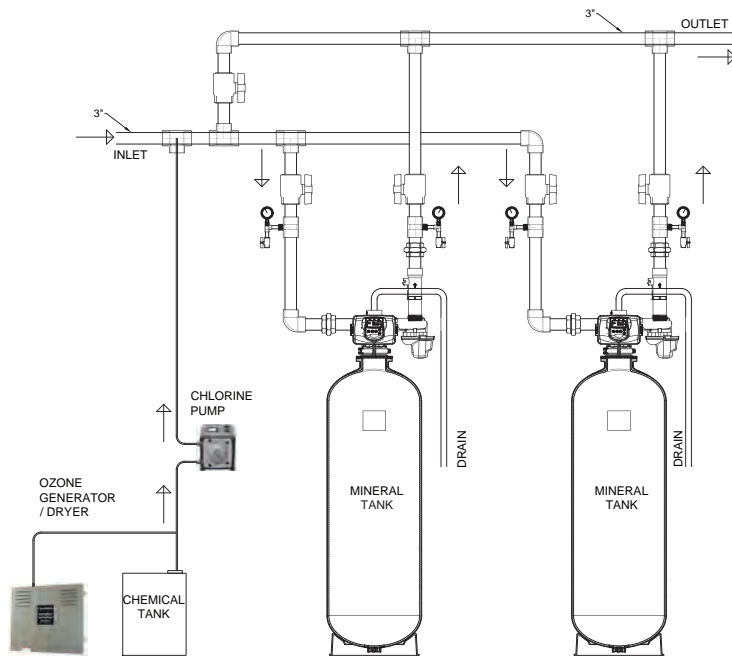 3"
OUTLET
3"
INLET
CHLORINE
PUMP
DRAIN
DRAIN
OZONE
GENERATOR
/ DRYER
MINERAL
TANK
MINERAL
TANK
CHEMICAL
TANK